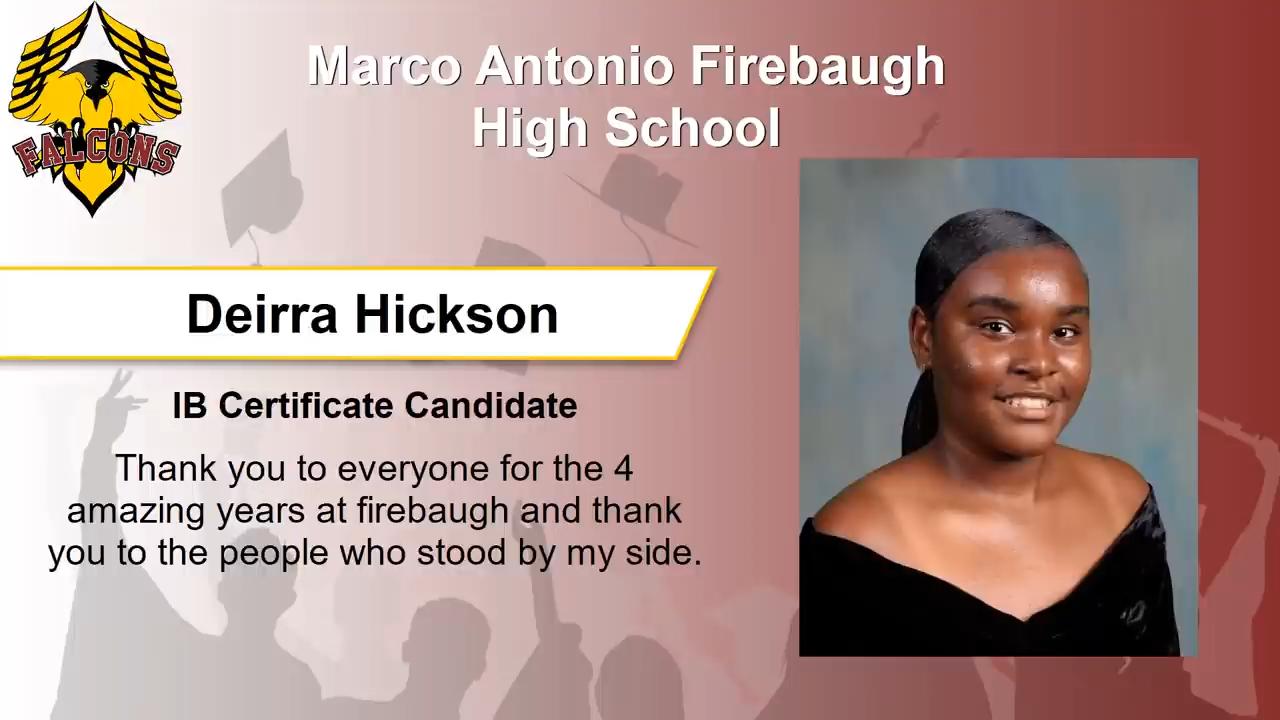 FALCONS
Marco Antonio Firebaugh
High School
Deirra Hickson
IB Certificate Candidate
Thank you to everyone for the 4
amazing years at firebaugh and thank
you to the people who stood by my side.